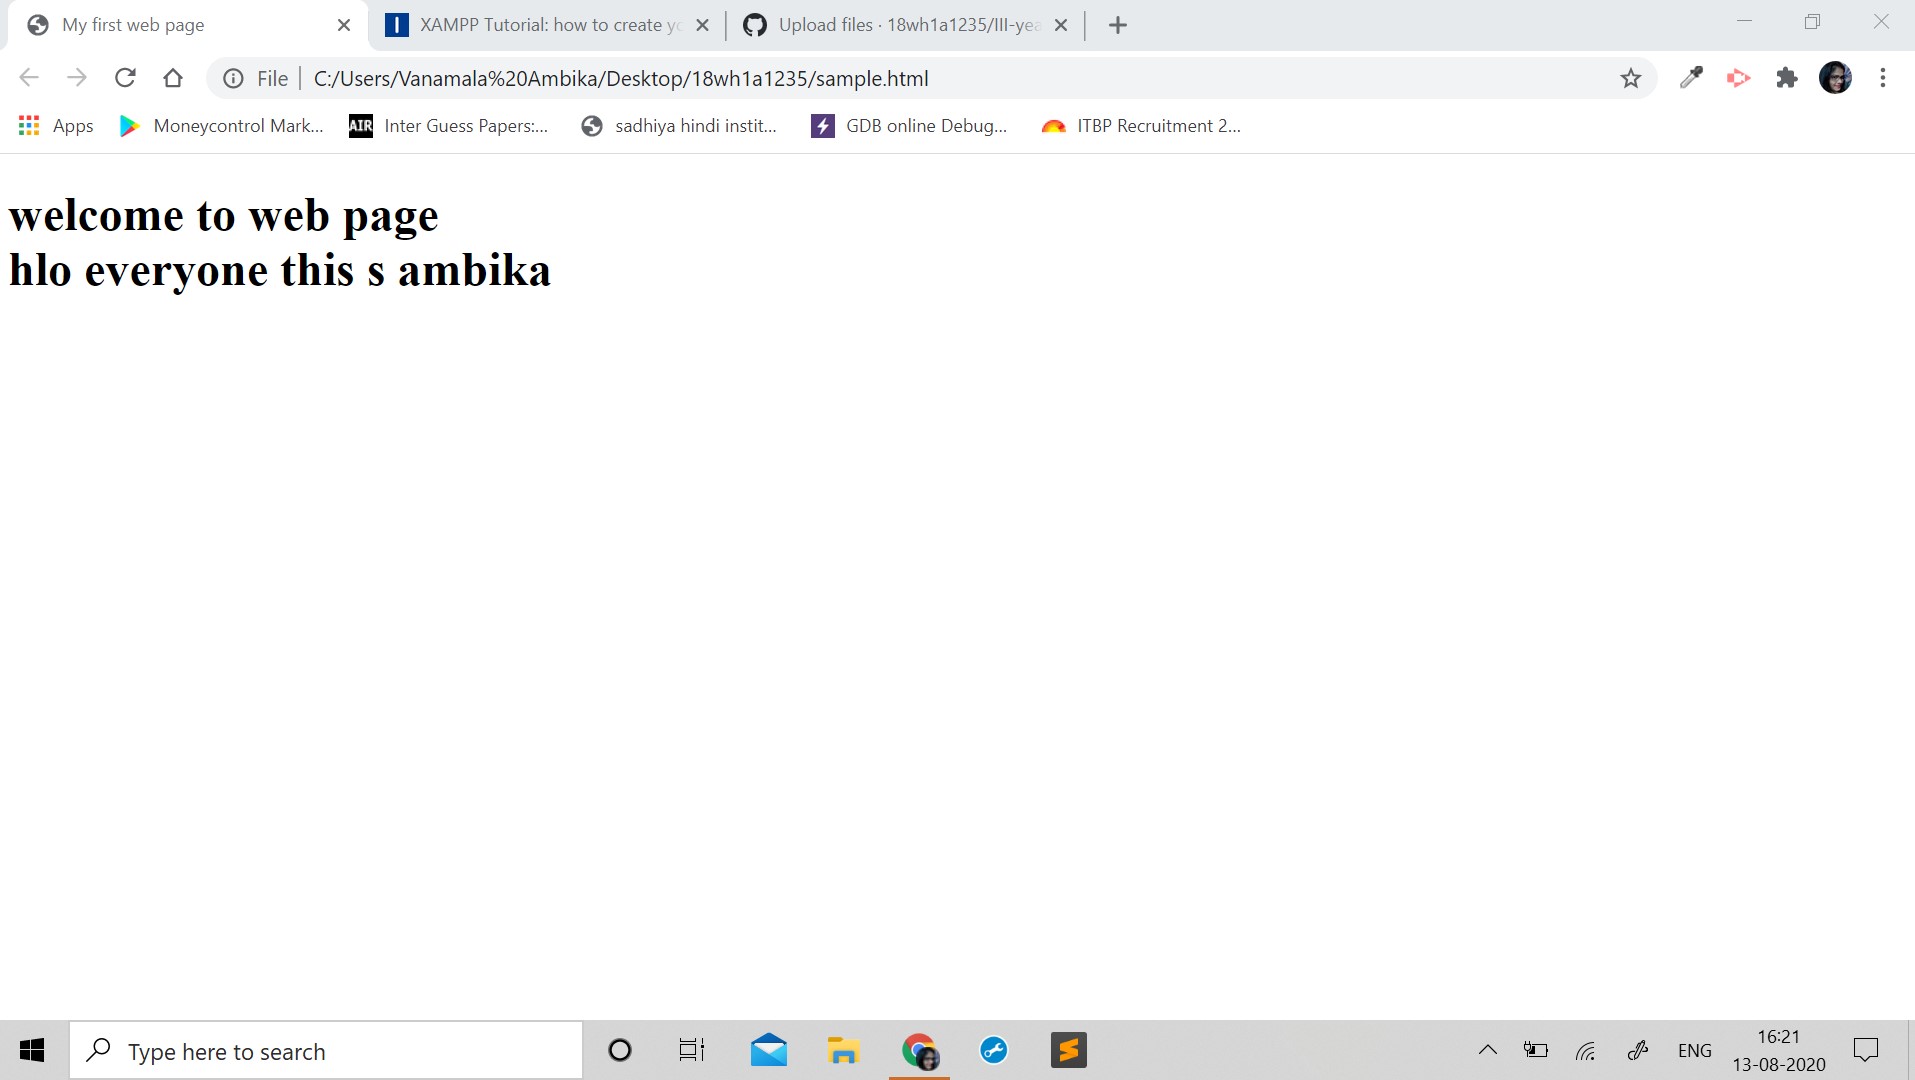 My first web page
XAMPP Tutorial: how to create yo
Upload files · 18wh1a1235/III-yea
File
C:/Users/Vanamala%20Ambika/Desktop/18wh1a1235/sample.html
Apps
Moneycontrol Mark...
AIR
Inter Guess Papers:...
sadhiya hindi instit...
GDB online Debug...
ITBP Recruitment 2...
welcome to web page
hlo everyone this s ambika
Type here to search
ENG
16:21
13-08-2020